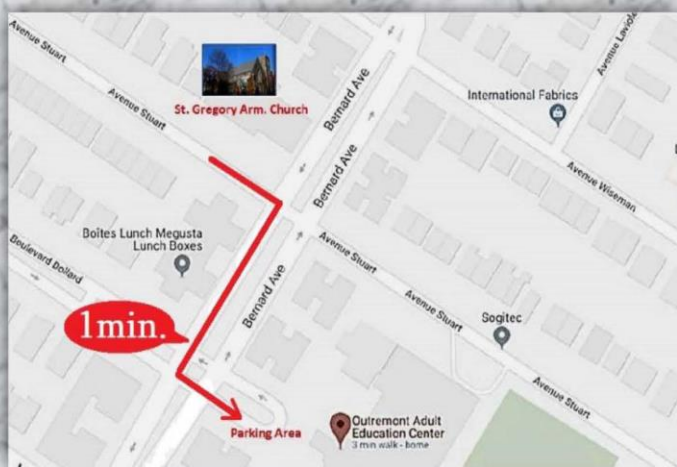 Avenue Stuart
St. Gregory Arm. Church
Avenue Stuart
Bernard Ave
Bernard Ave
International Fabrics
Avenue Wiseman
Boîtes Lunch Megusta
Lunch Boxes
Boulevard Dollard
Bernard Ave
Avenue Stuart
Avenue Stuart
Sogitec
Avenue Stuart
1min.
Parking Area
Outremont Adult
Education Center
3 min walk - home